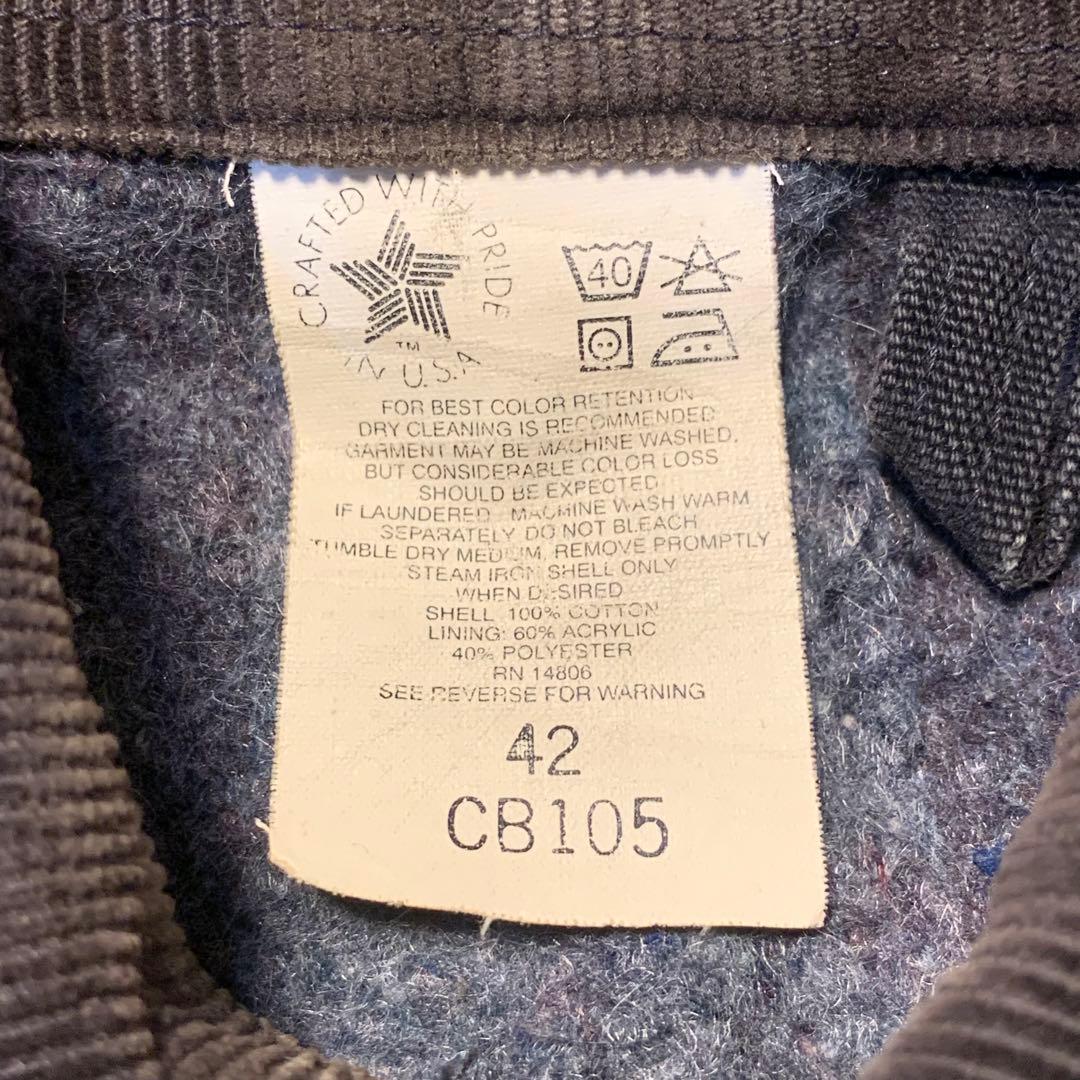 CRAFTED WITH PRIDE
IN U.S.A
TM
40
FOR BEST COLOR RETENTION
DRY CLEANING IS RECOMMENDED
GARMENT MAY BE MACHINE WASHED,
BUT CONSIDERABLE COLOR LOSS
SHOULD BE EXPECTED
IF LAUNDERED MACHINE WASH WARM
SEPARATELY DO NOT BLEACH
TUMBLE DRY MEDIUM, REMOVE PROMPTLY
STEAM IRON SHELL ONLY
WHEN DESIRED
SHELL 100% COTTON
LINING: 60% ACRYLIC
40% POLYESTER
RN 14806
SEE REVERSE FOR WARNING
42
CB105